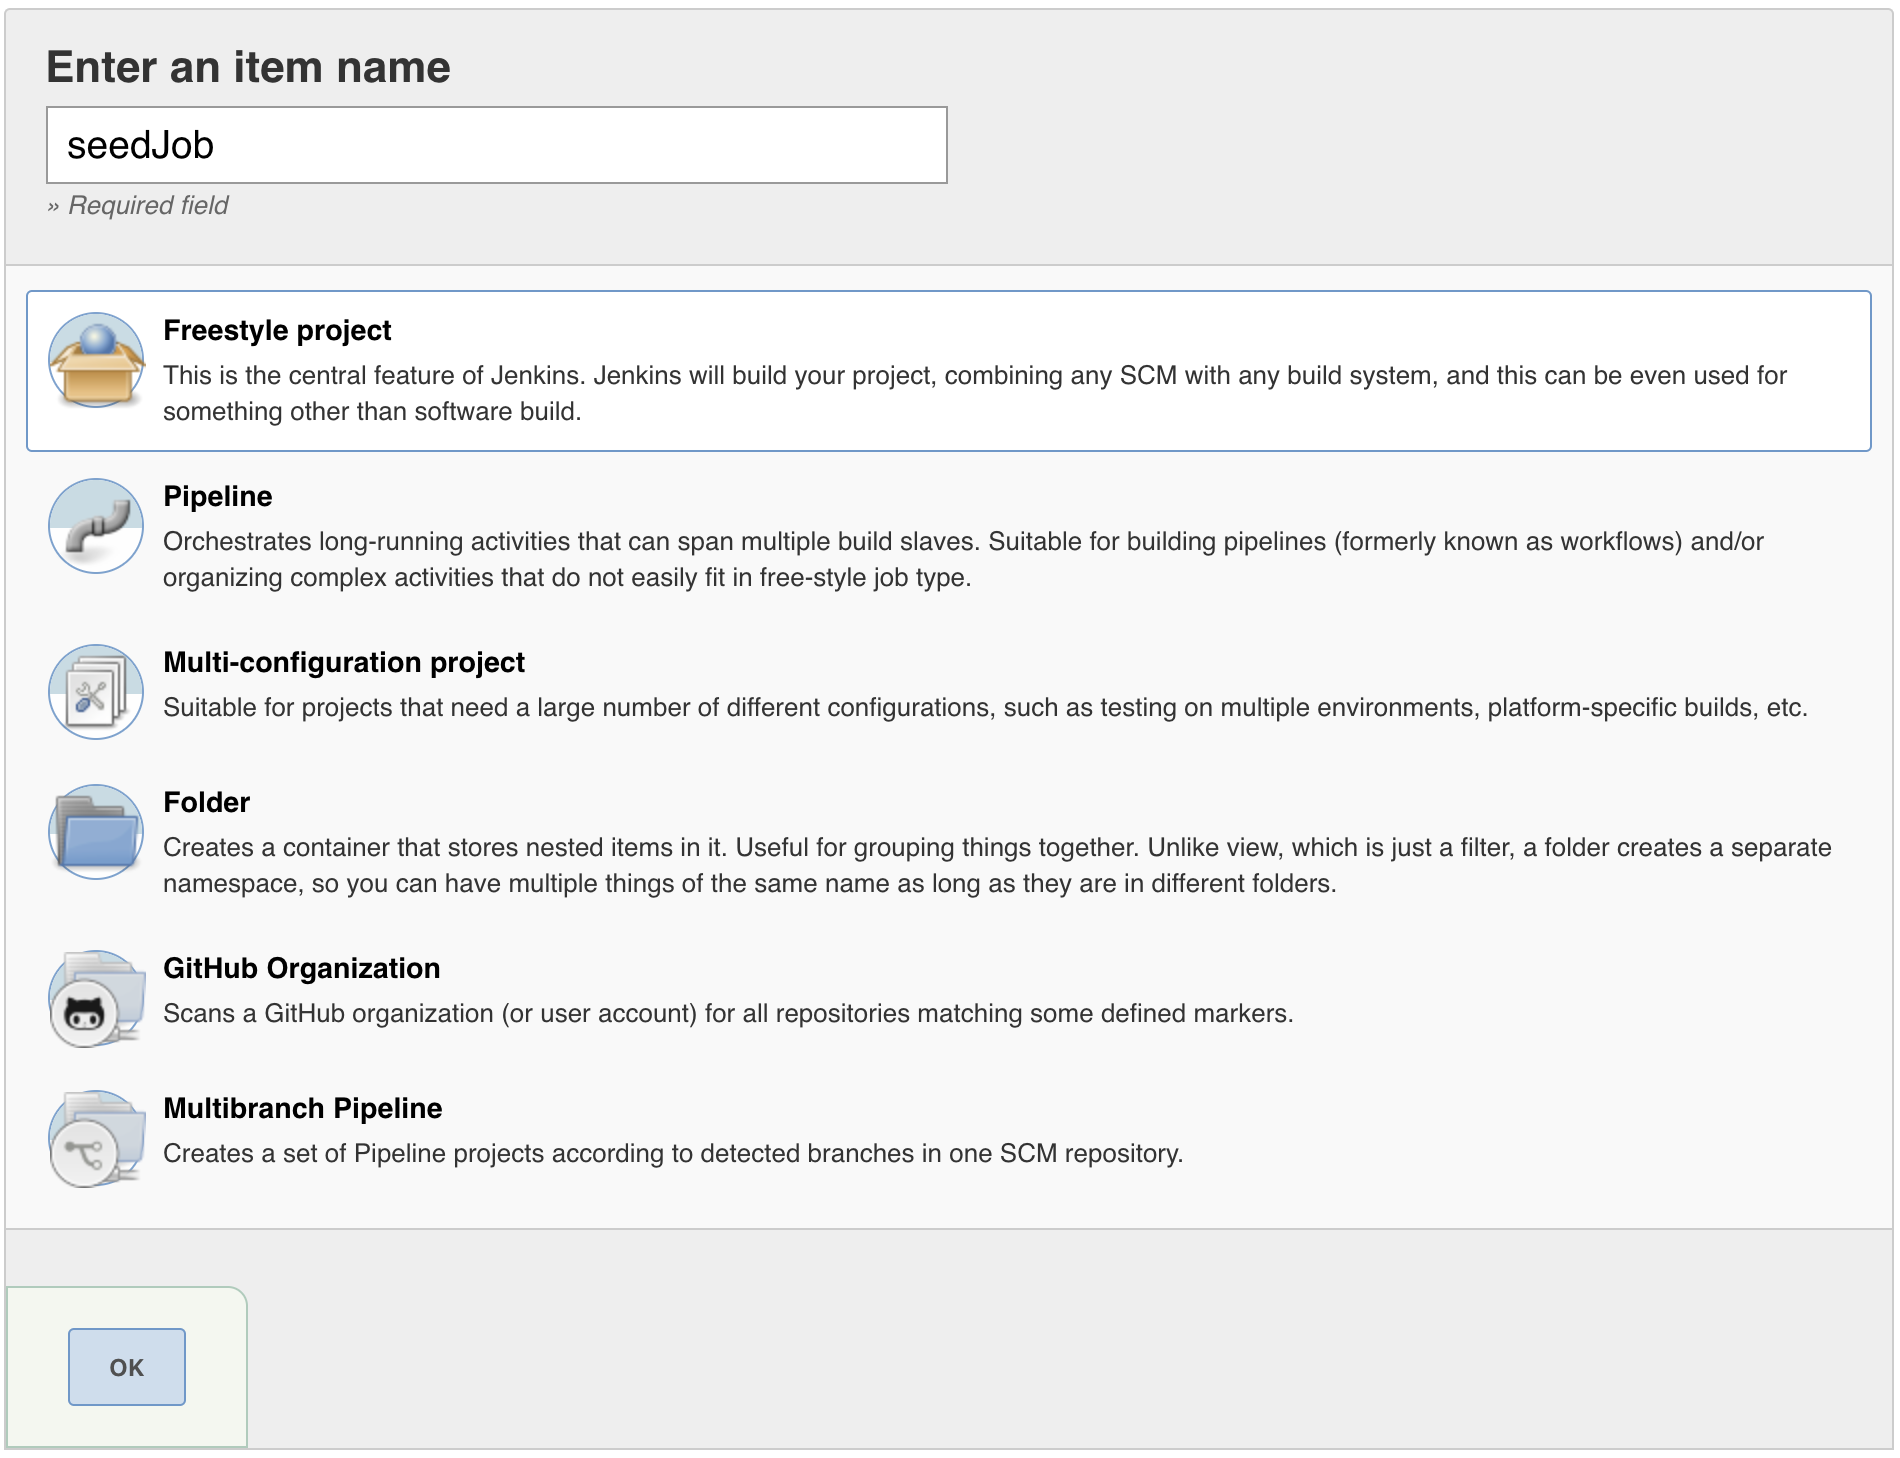 Enter an item name
seedJob
» Required field
Freestyle project
This is the central feature of Jenkins. Jenkins will build your project, combining any SCM with any build system, and this can be even used for
something other than software build.
Pipeline
Orchestrates long-running activities that can span multiple build slaves. Suitable for building pipelines (formerly known as workflows) and/or
organizing complex activities that do not easily fit in free-style job type.
Multi-configuration project
Suitable for projects that need a large number of different configurations, such as testing on multiple environments, platform-specific builds, etc.
Folder
Creates a container that stores nested items in it. Useful for grouping things together. Unlike view, which is just a filter, a folder creates a separate
namespace, so you can have multiple things of the same name as long as they are in different folders.
GitHub Organization
Scans a GitHub organization (or user account) for all repositories matching some defined markers.
Multibranch Pipeline
Creates a set of Pipeline projects according to detected branches in one SCM repository.
OK